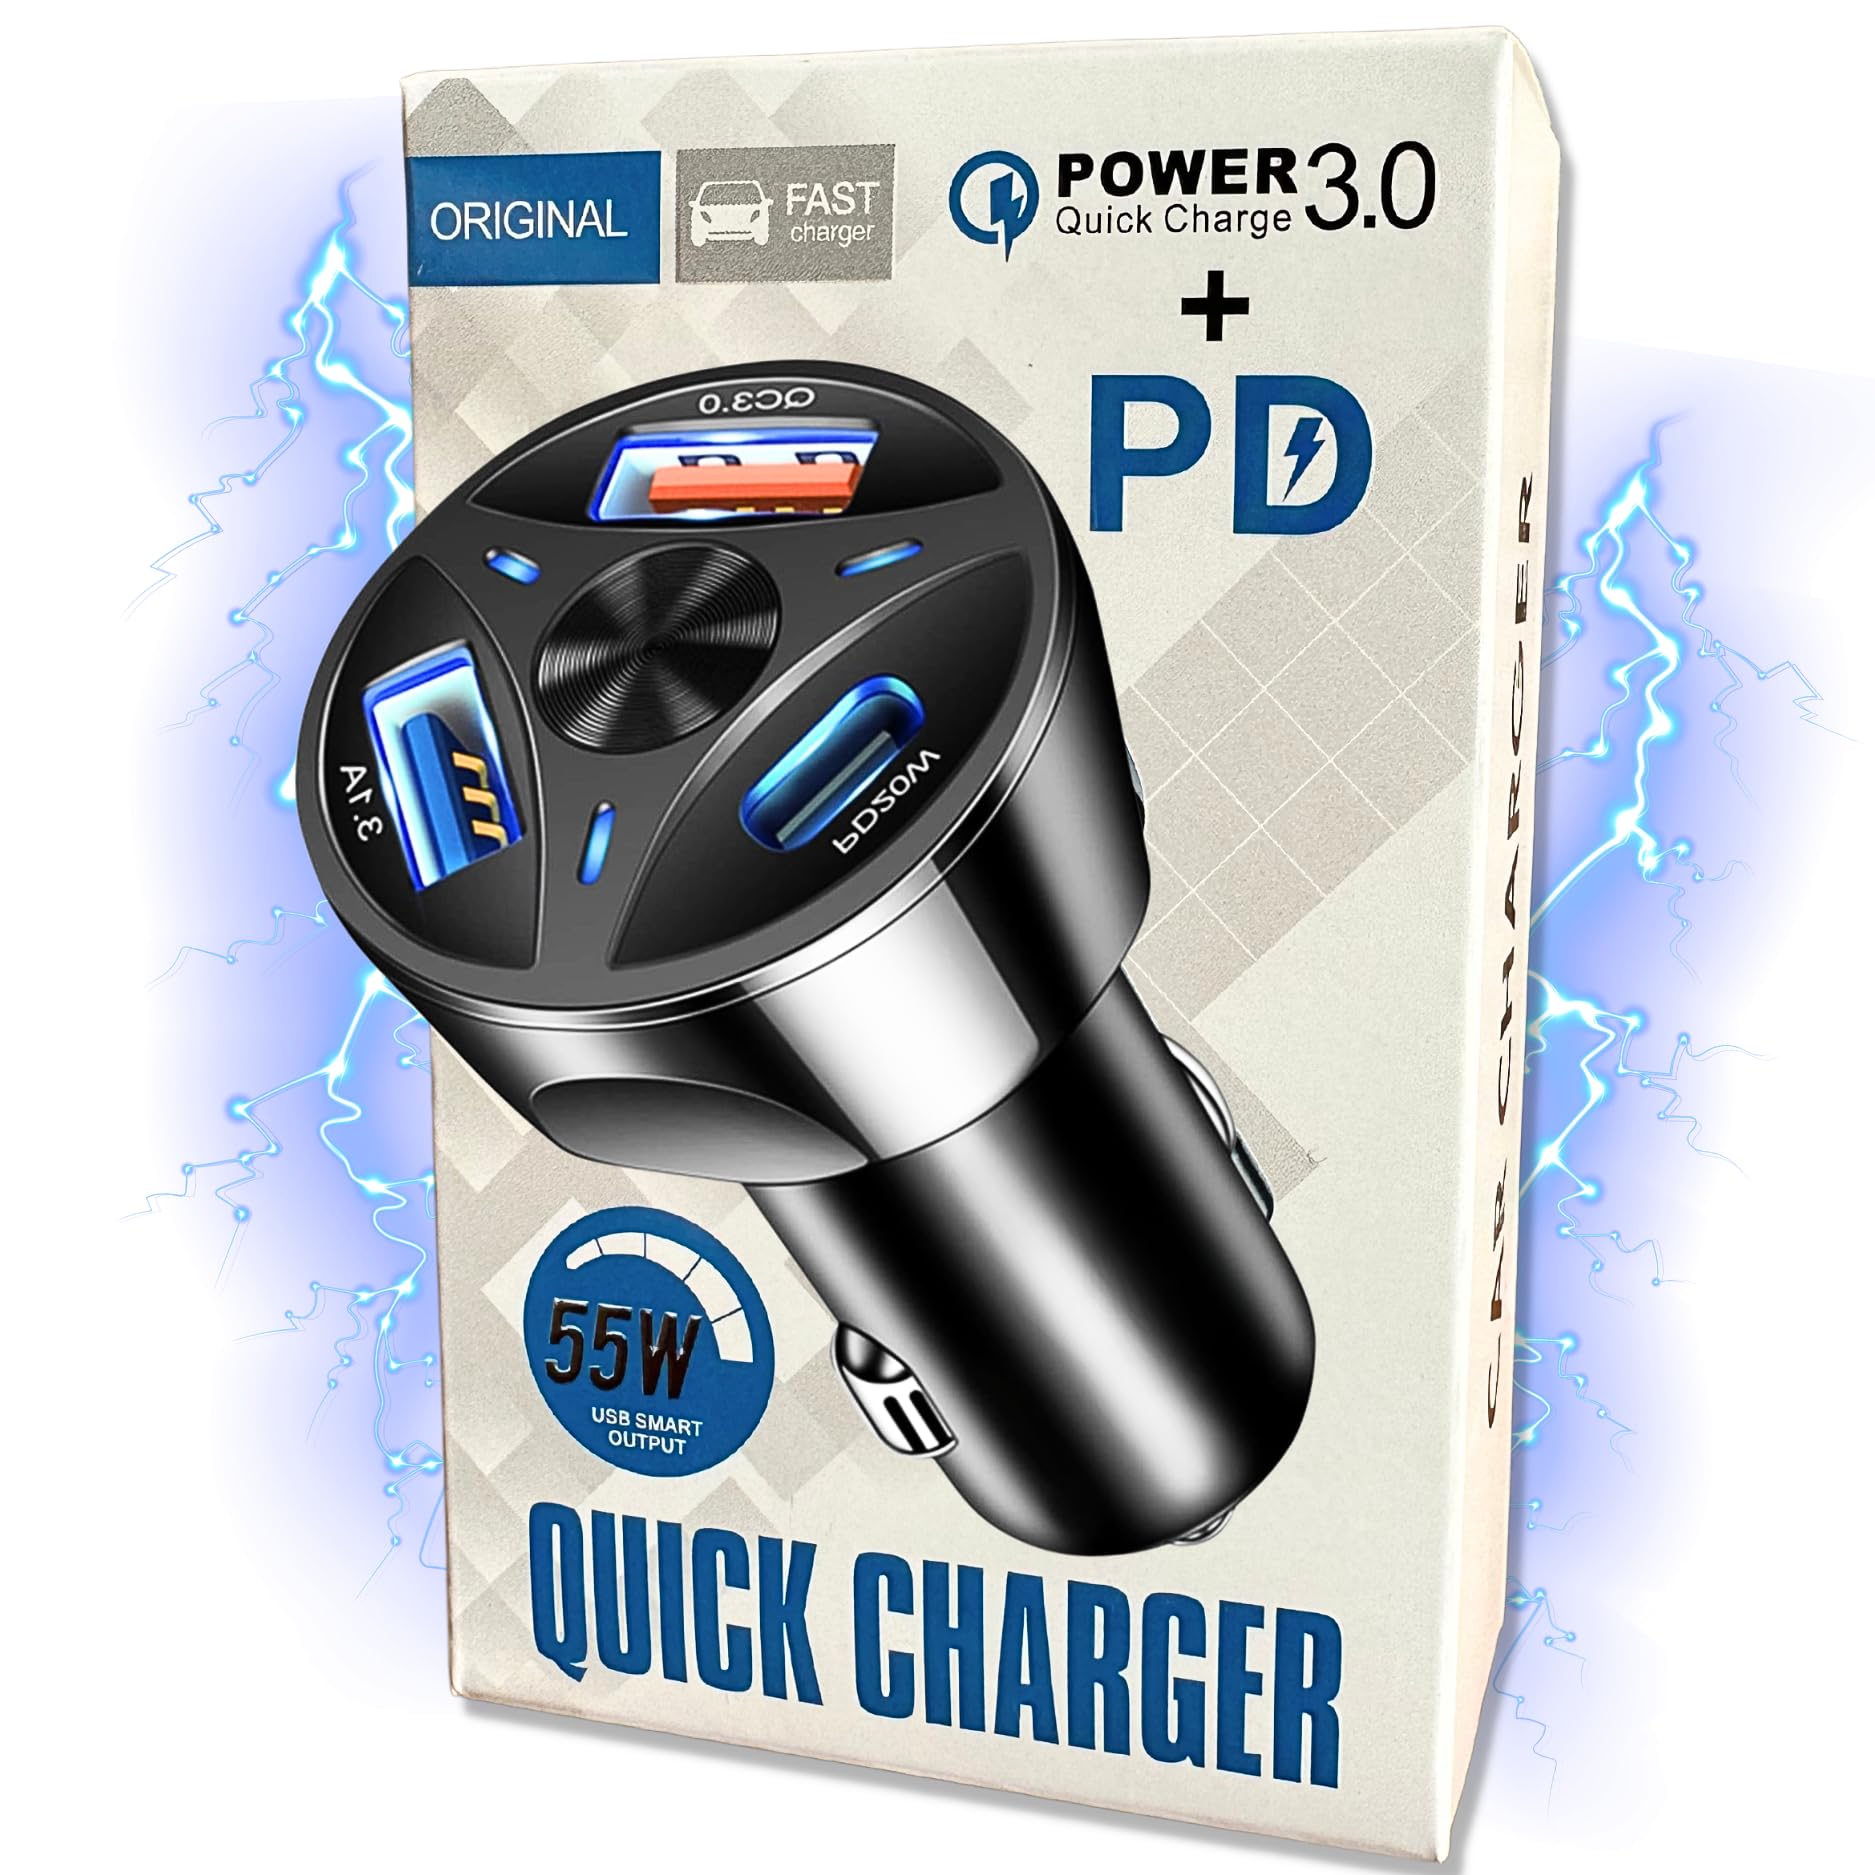 ORIGINAL
FAST
charger
POWER
Quick Charge
3.0
+
PD
QC3.0
3.1A
PD20W
55W
USB SMART
OUTPUT
QUICK CHARGER
CAR CHARGER